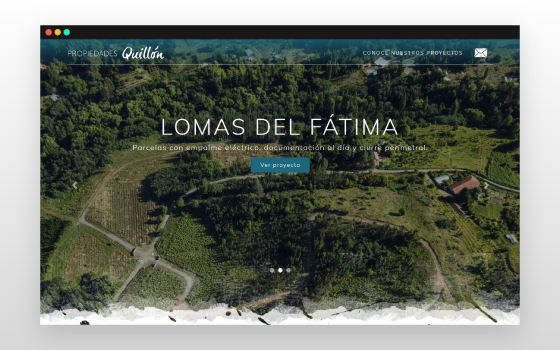 PROPIEDADES Quillón
CONOCE NUESTROS PROYECTOS
LOMAS DEL FÁTIMA
Parcelas con empalme eléctrico, documentación al día y cierre perimetral.
Ver proyecto